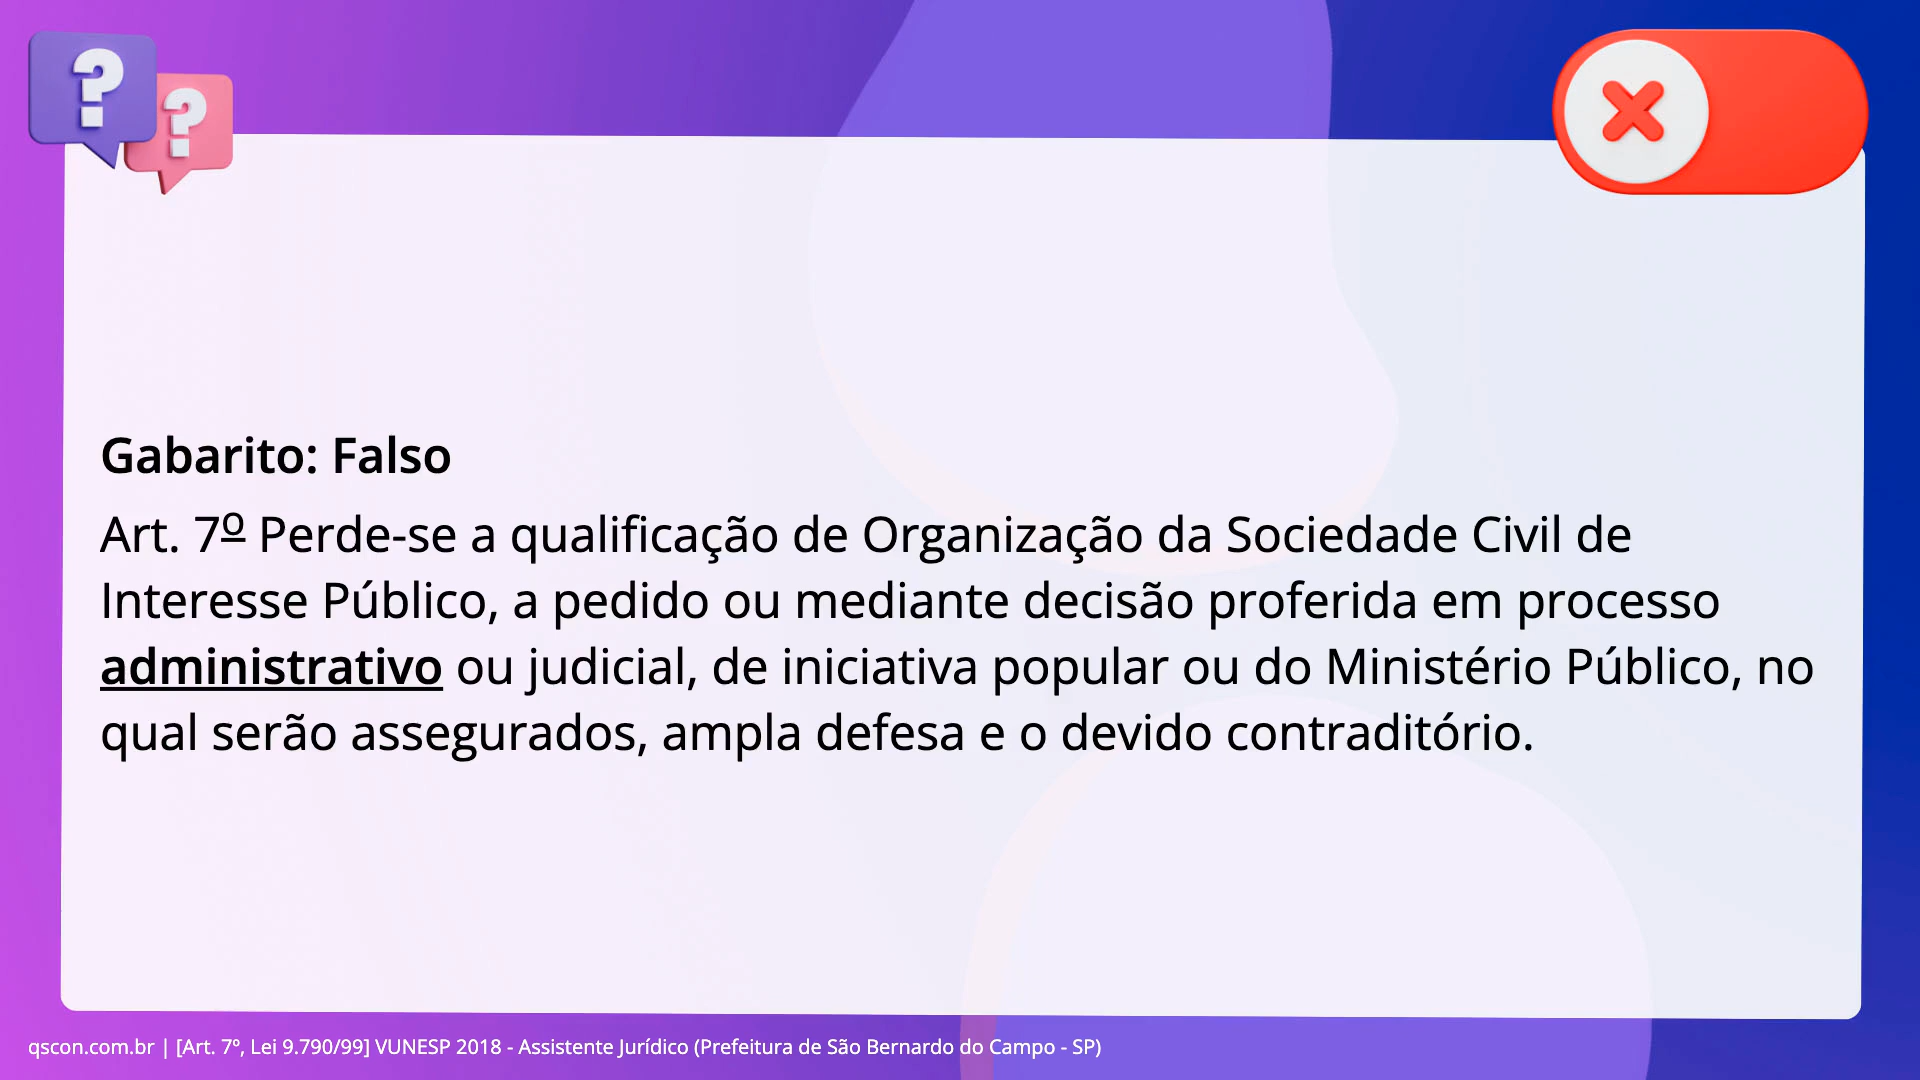 ?
?
Gabarito: Falso
Art. 7º Perde-se a qualificação de Organização da Sociedade Civil de
Interesse Público, a pedido ou mediante decisão proferida em processo
administrativo ou judicial, de iniciativa popular ou do Ministério Público, no
qual serão assegurados, ampla defesa e o devido contraditório.
qscon.com.br | [Art. 7º, Lei 9.790/99] VUNESP 2018 - Assistente Jurídico (Prefeitura de São Bernardo do Campo - SP)